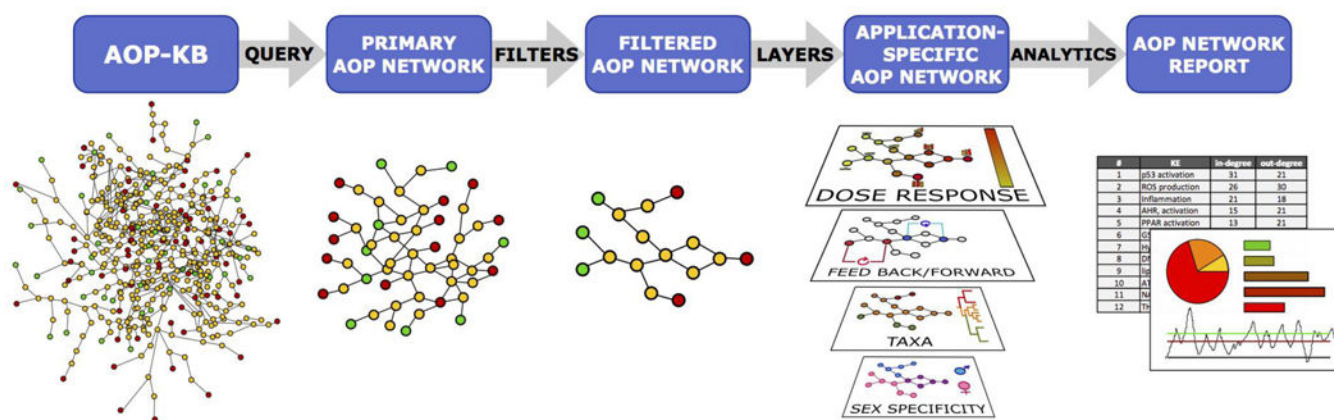 AOP-KB
QUERY
PRIMARY
AOP NETWORK
FILTERS
FILTERED
AOP NETWORK
LAYERS
APPLICATION-
SPECIFIC
AOP NETWORK
ANALYTICS
AOP NETWORK
REPORT
DOSE RESPONSE
FEED BACK/FORWARD
TAXA
SEX SPECIFICITY
# KE in-degree out-degree
1 p53 activation 31 21
2 ROS production 26 30
3 Inflammation 21 18
4 AHR, activation 15 21
5 PPAR activation 13 21
6
7
8
9
10
11
12